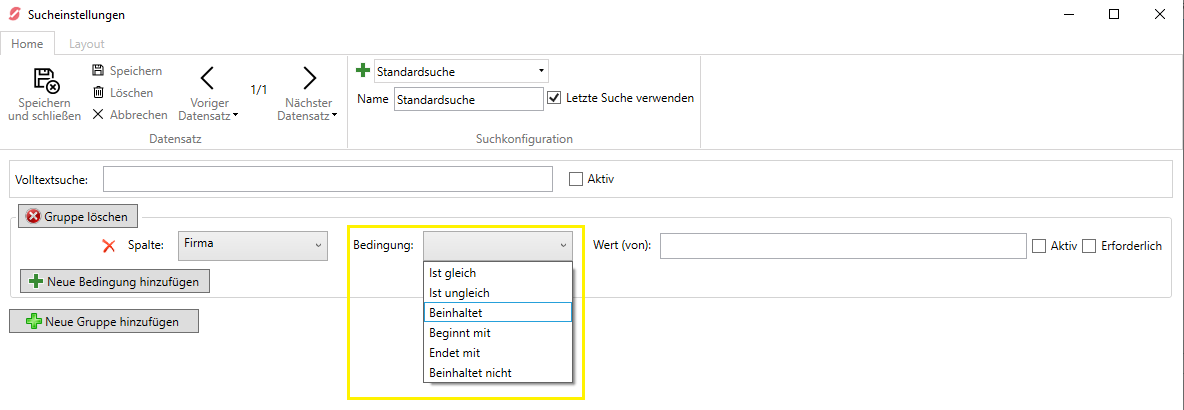 Sucheinstellungen
Home Layout
Speichern und schließen
Speichern
Löschen
Abbrechen
Voriger Datensatz
1/1
Nächster Datensatz
Datensatz
Standardsuche
Name Standardsuche Letzte Suche verwenden
Suchkonfiguration
Volltextsuche: Aktiv
Gruppe löschen
Spalte: Firma Bedingung: Wert (von): Aktiv Erforderlich
Ist gleich
Ist ungleich
Beinhaltet
Beginnt mit
Endet mit
Beinhaltet nicht
Neue Bedingung hinzufügen
Neue Gruppe hinzufügen